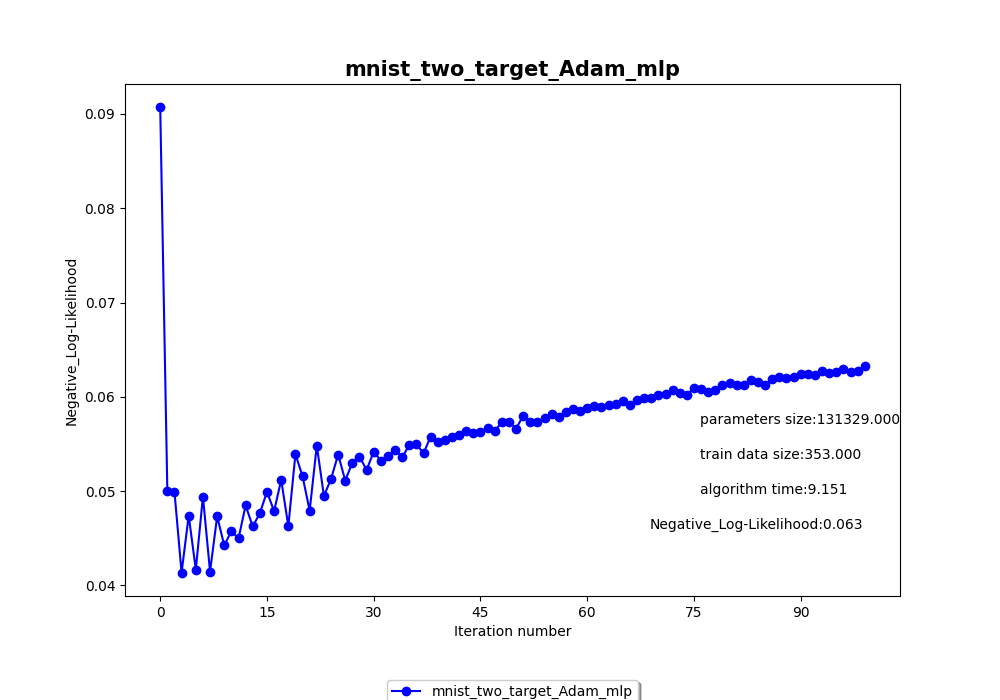 mnist_two_target_Adam_mlp
0.09
0.08
0.07
0.06
0.05
0.04
Negative_Log-Likelihood
parameters size:131329.000
train data size:353.000
algorithm time:9.151
Negative_Log-Likelihood:0.063
0 15 30 45 60 75 90
Iteration number
mnist_two_target_Adam_mlp